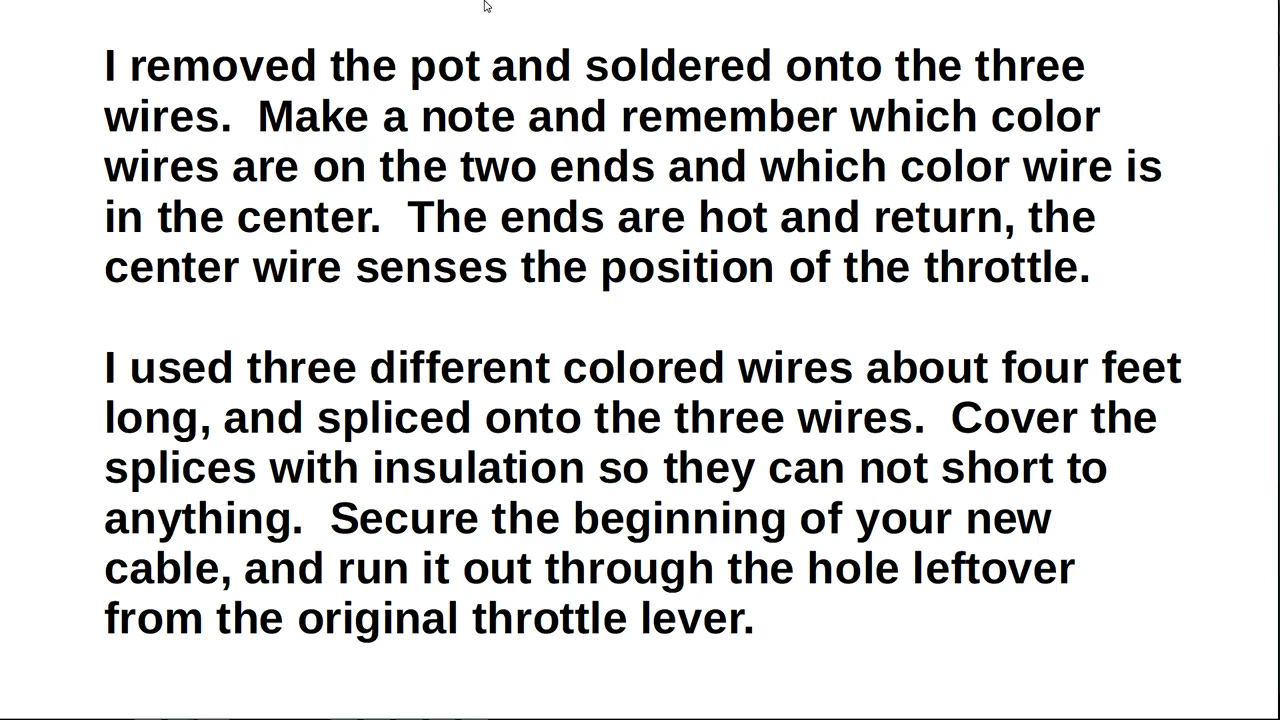 I removed the pot and soldered onto the three
wires.  Make a note and remember which color
wires are on the two ends and which color wire is
in the center.  The ends are hot and return, the
center wire senses the position of the throttle.

I used three different colored wires about four feet
long, and spliced onto the three wires.  Cover the
splices with insulation so they can not short to
anything.  Secure the beginning of your new
cable, and run it out through the hole leftover
from the original throttle lever.